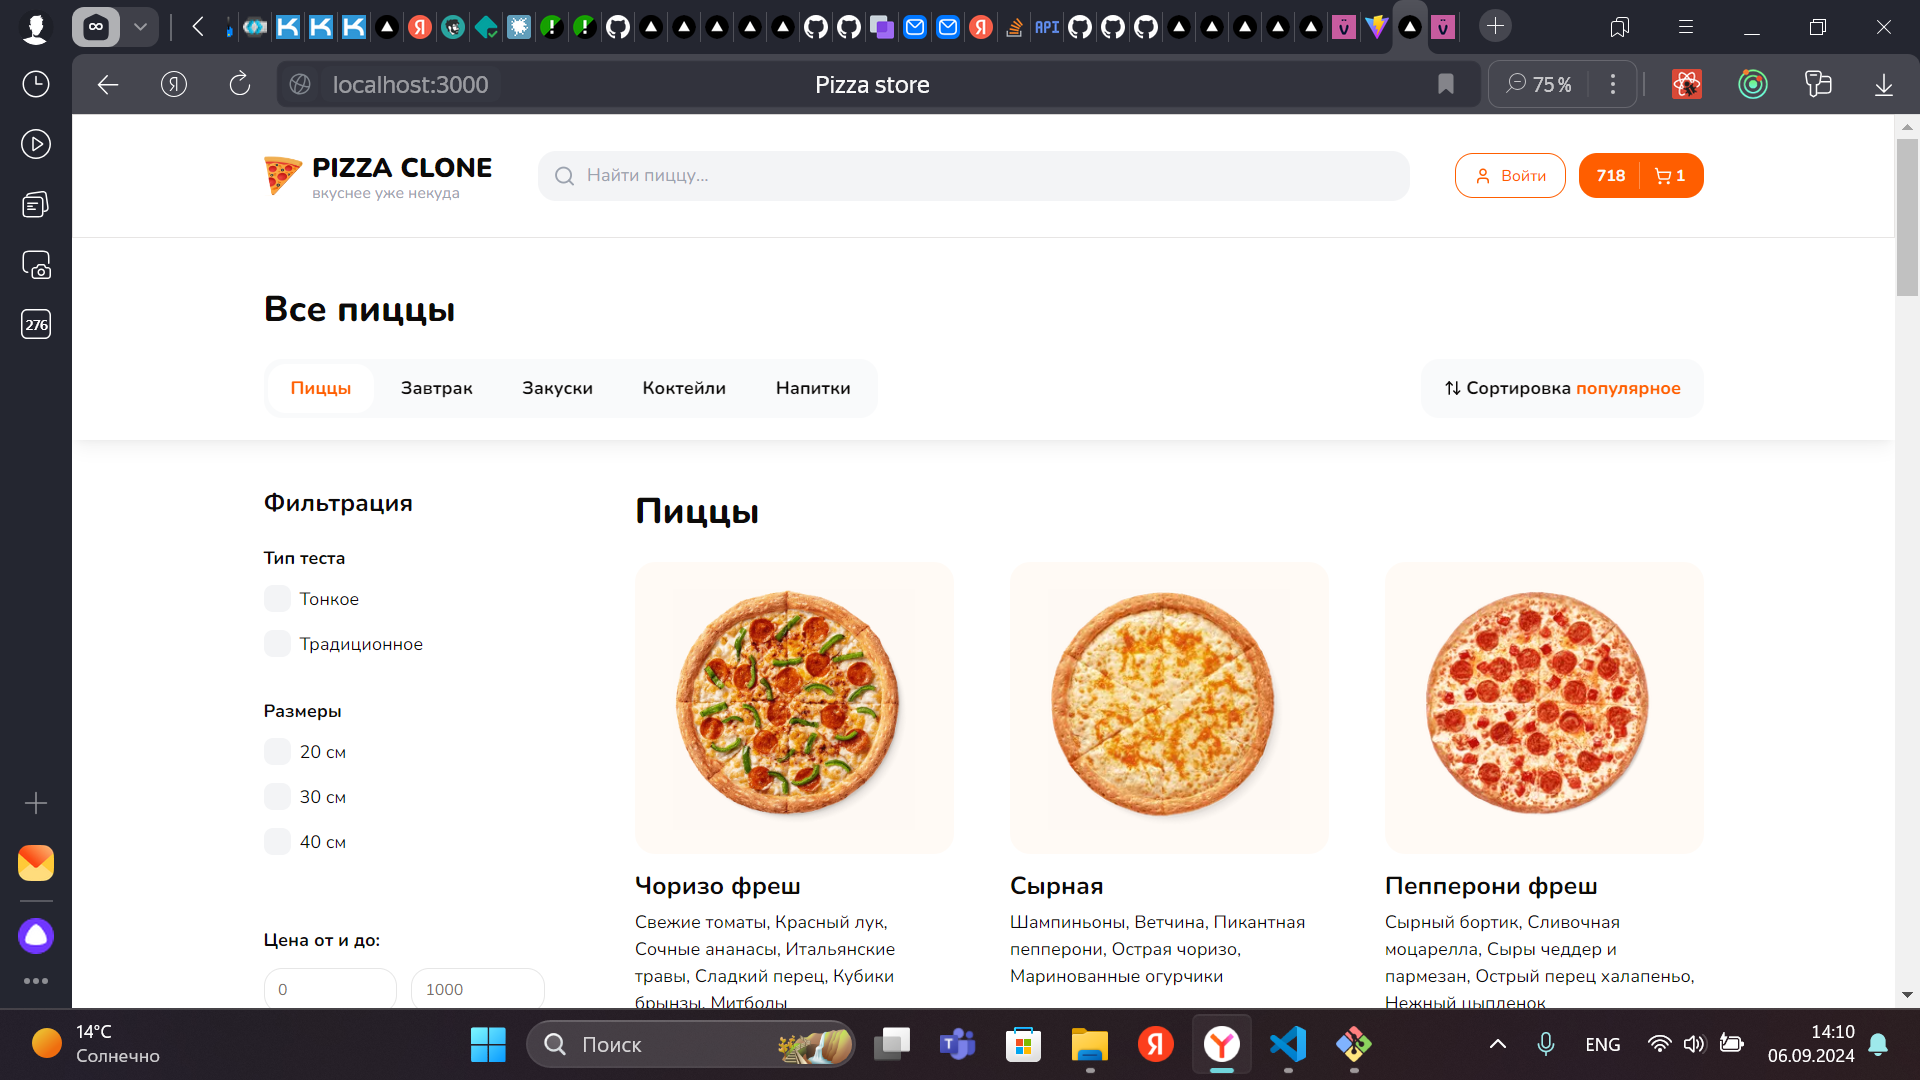 API
localhost:3000
Pizza store
75 %
276
PIZZA CLONE
вкуснее уже некуда
Найти пиццу...
Войти
718
1
Все пиццы
Пиццы
Завтрак
Закуски
Коктейли
Напитки
Сортировка популярное
Фильтрация
Тип теста
Тонкое
Традиционное
Размеры
20 см
30 см
40 см
Цена от и до:
0
1000
Пиццы
Чоризо фреш
Свежие томаты, Красный лук,
Сочные ананасы, Итальянские
травы, Сладкий перец, Кубики
брынзы, Митболы
Сырная
Шампиньоны, Ветчина, Пикантная
пепперони, Острая чоризо,
Маринованные огурчики
Пепперони фреш
Сырный бортик, Сливочная
моцарелла, Сыры чеддер и
пармезан, Острый перец халапеньо,
Нежный цыпленок
14°C
Солнечно
Поиск
ENG
14:10
06.09.2024